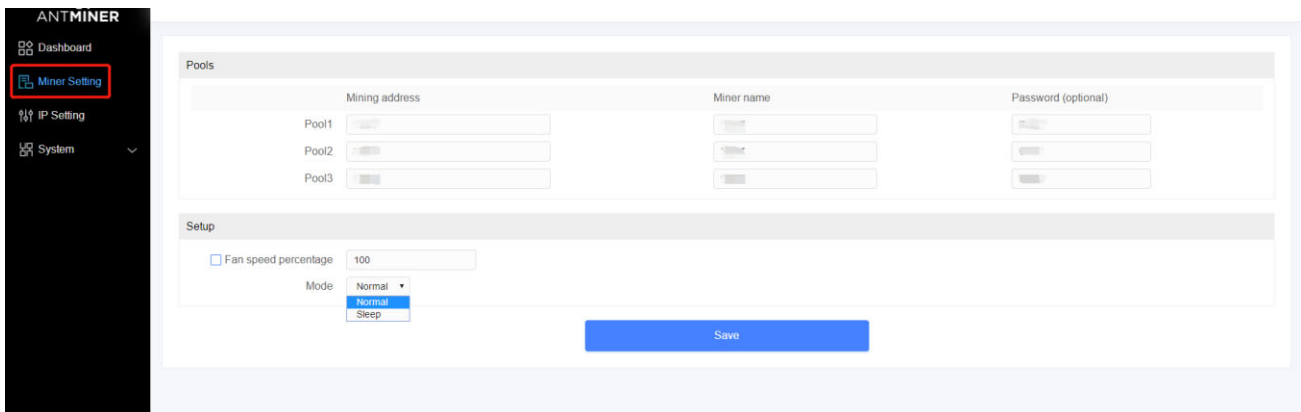 ANTMINER
Dashboard
Miner Setting
IP Setting
System
Pools
Mining address Miner name Password (optional)
Pool1
Pool2
Pool3
Setup
Fan speed percentage 100
Mode Normal
Normal
Sleep
Save